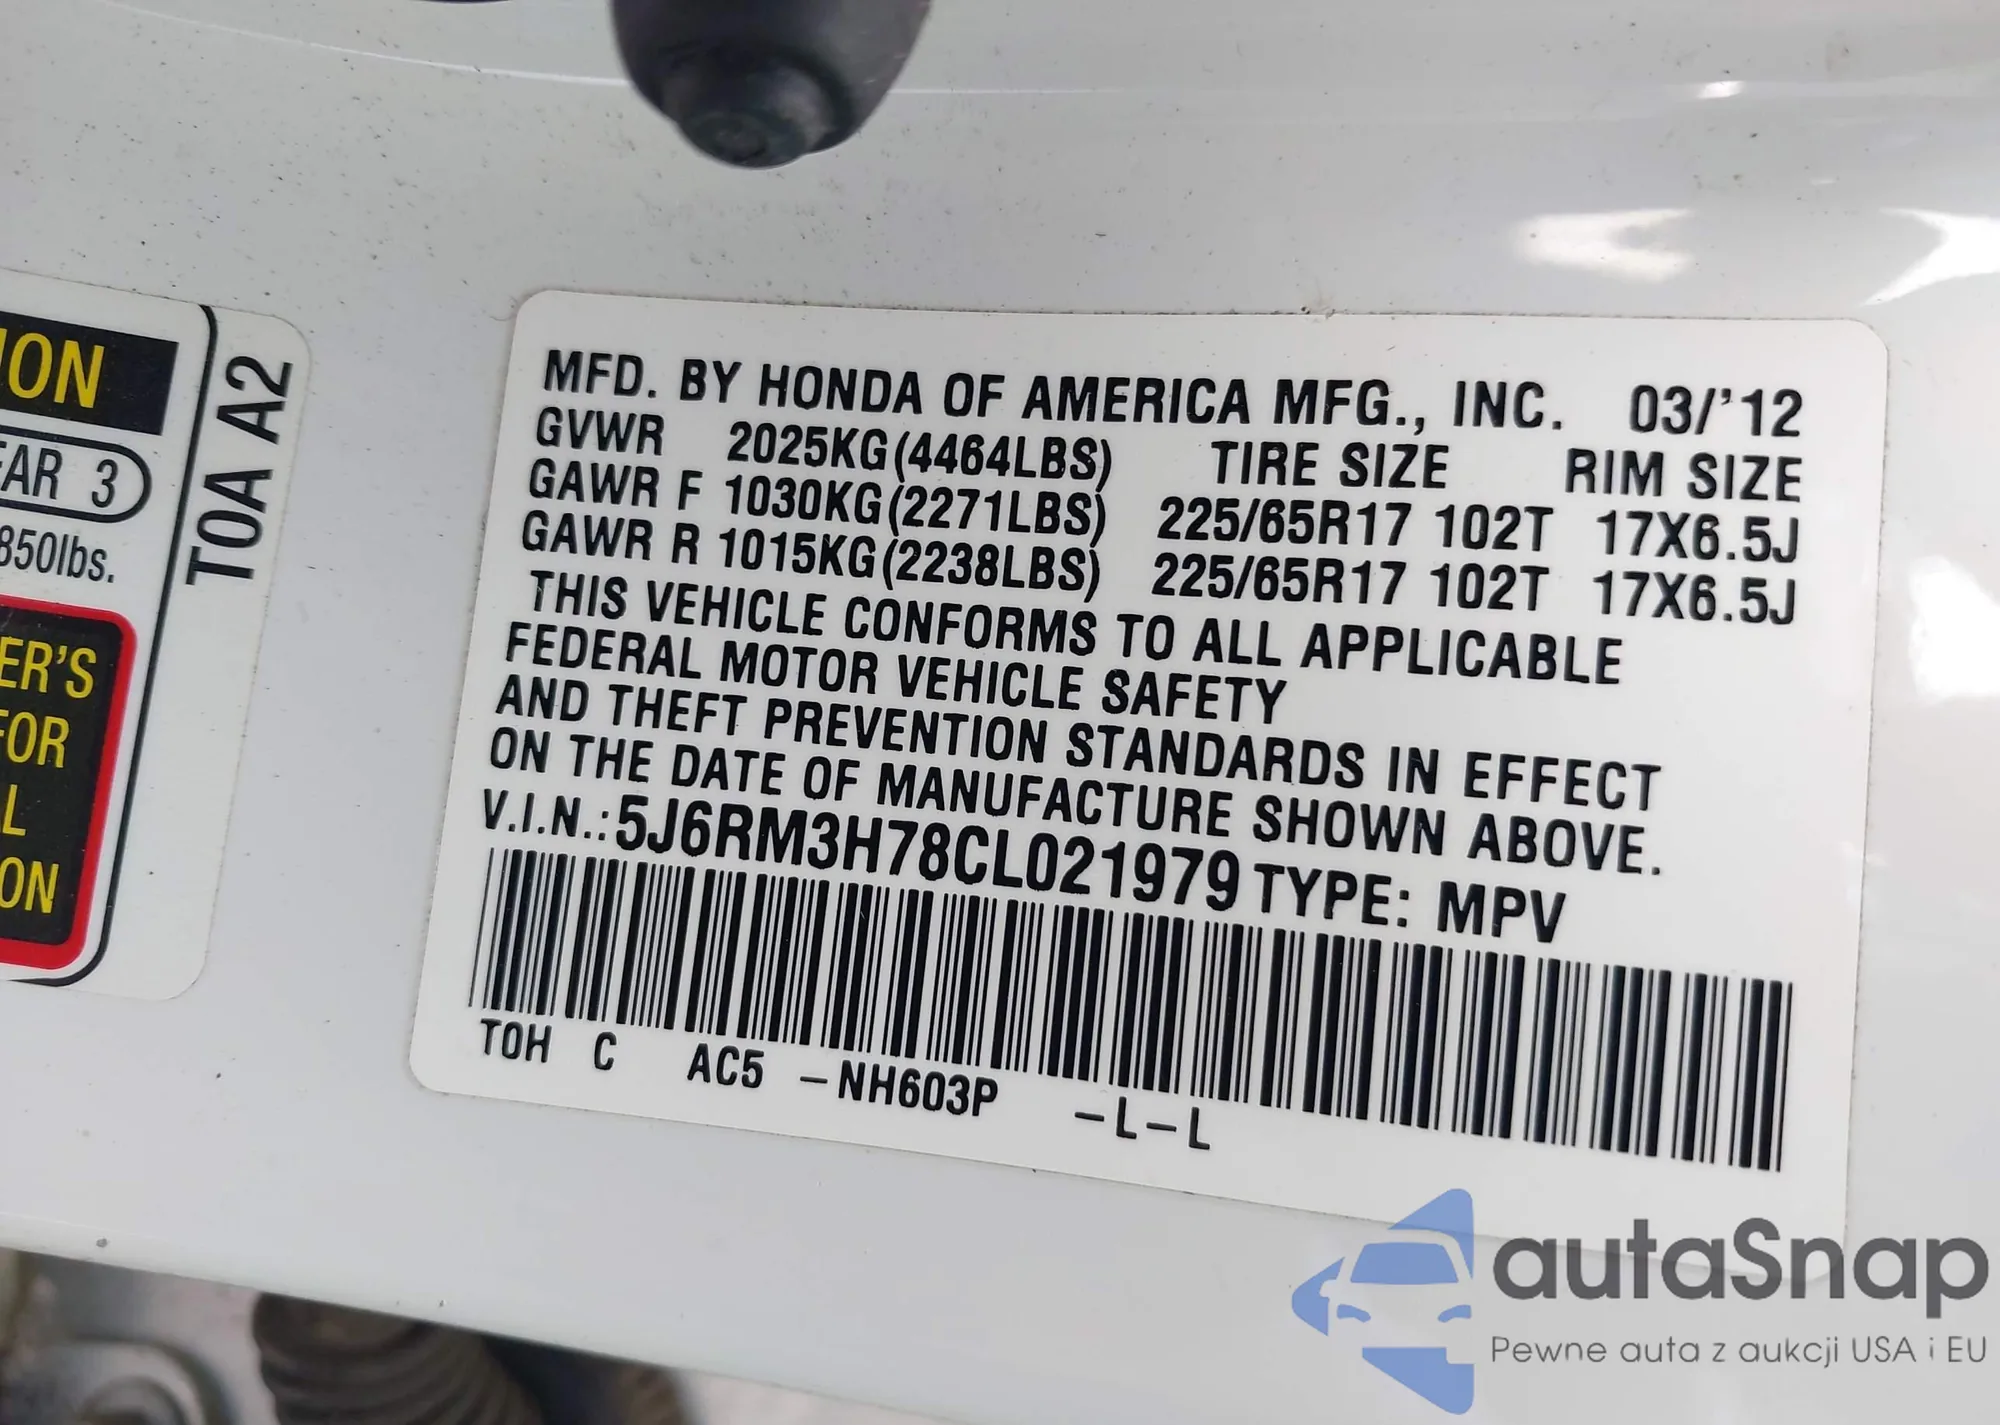 ION
EAR 3
850lbs.
T0A A2
ER'S
FOR
AL
ON
MFD. BY HONDA OF AMERICA MFG., INC. 03/'12
GVWR 2025KG(4464LBS) TIRE SIZE RIM SIZE
GAWR F 1030KG(2271LBS) 225/65R17 102T 17X6.5J
GAWR R 1015KG(2238LBS) 225/65R17 102T 17X6.5J
THIS VEHICLE CONFORMS TO ALL APPLICABLE
FEDERAL MOTOR VEHICLE SAFETY
AND THEFT PREVENTION STANDARDS IN EFFECT
ON THE DATE OF MANUFACTURE SHOWN ABOVE.
V.I.N.:5J6RM3H78CL021979 TYPE: MPV
T0H C AC5 –NH603P –L–L
autaSnap
Pewne auta z aukcji USA i EU